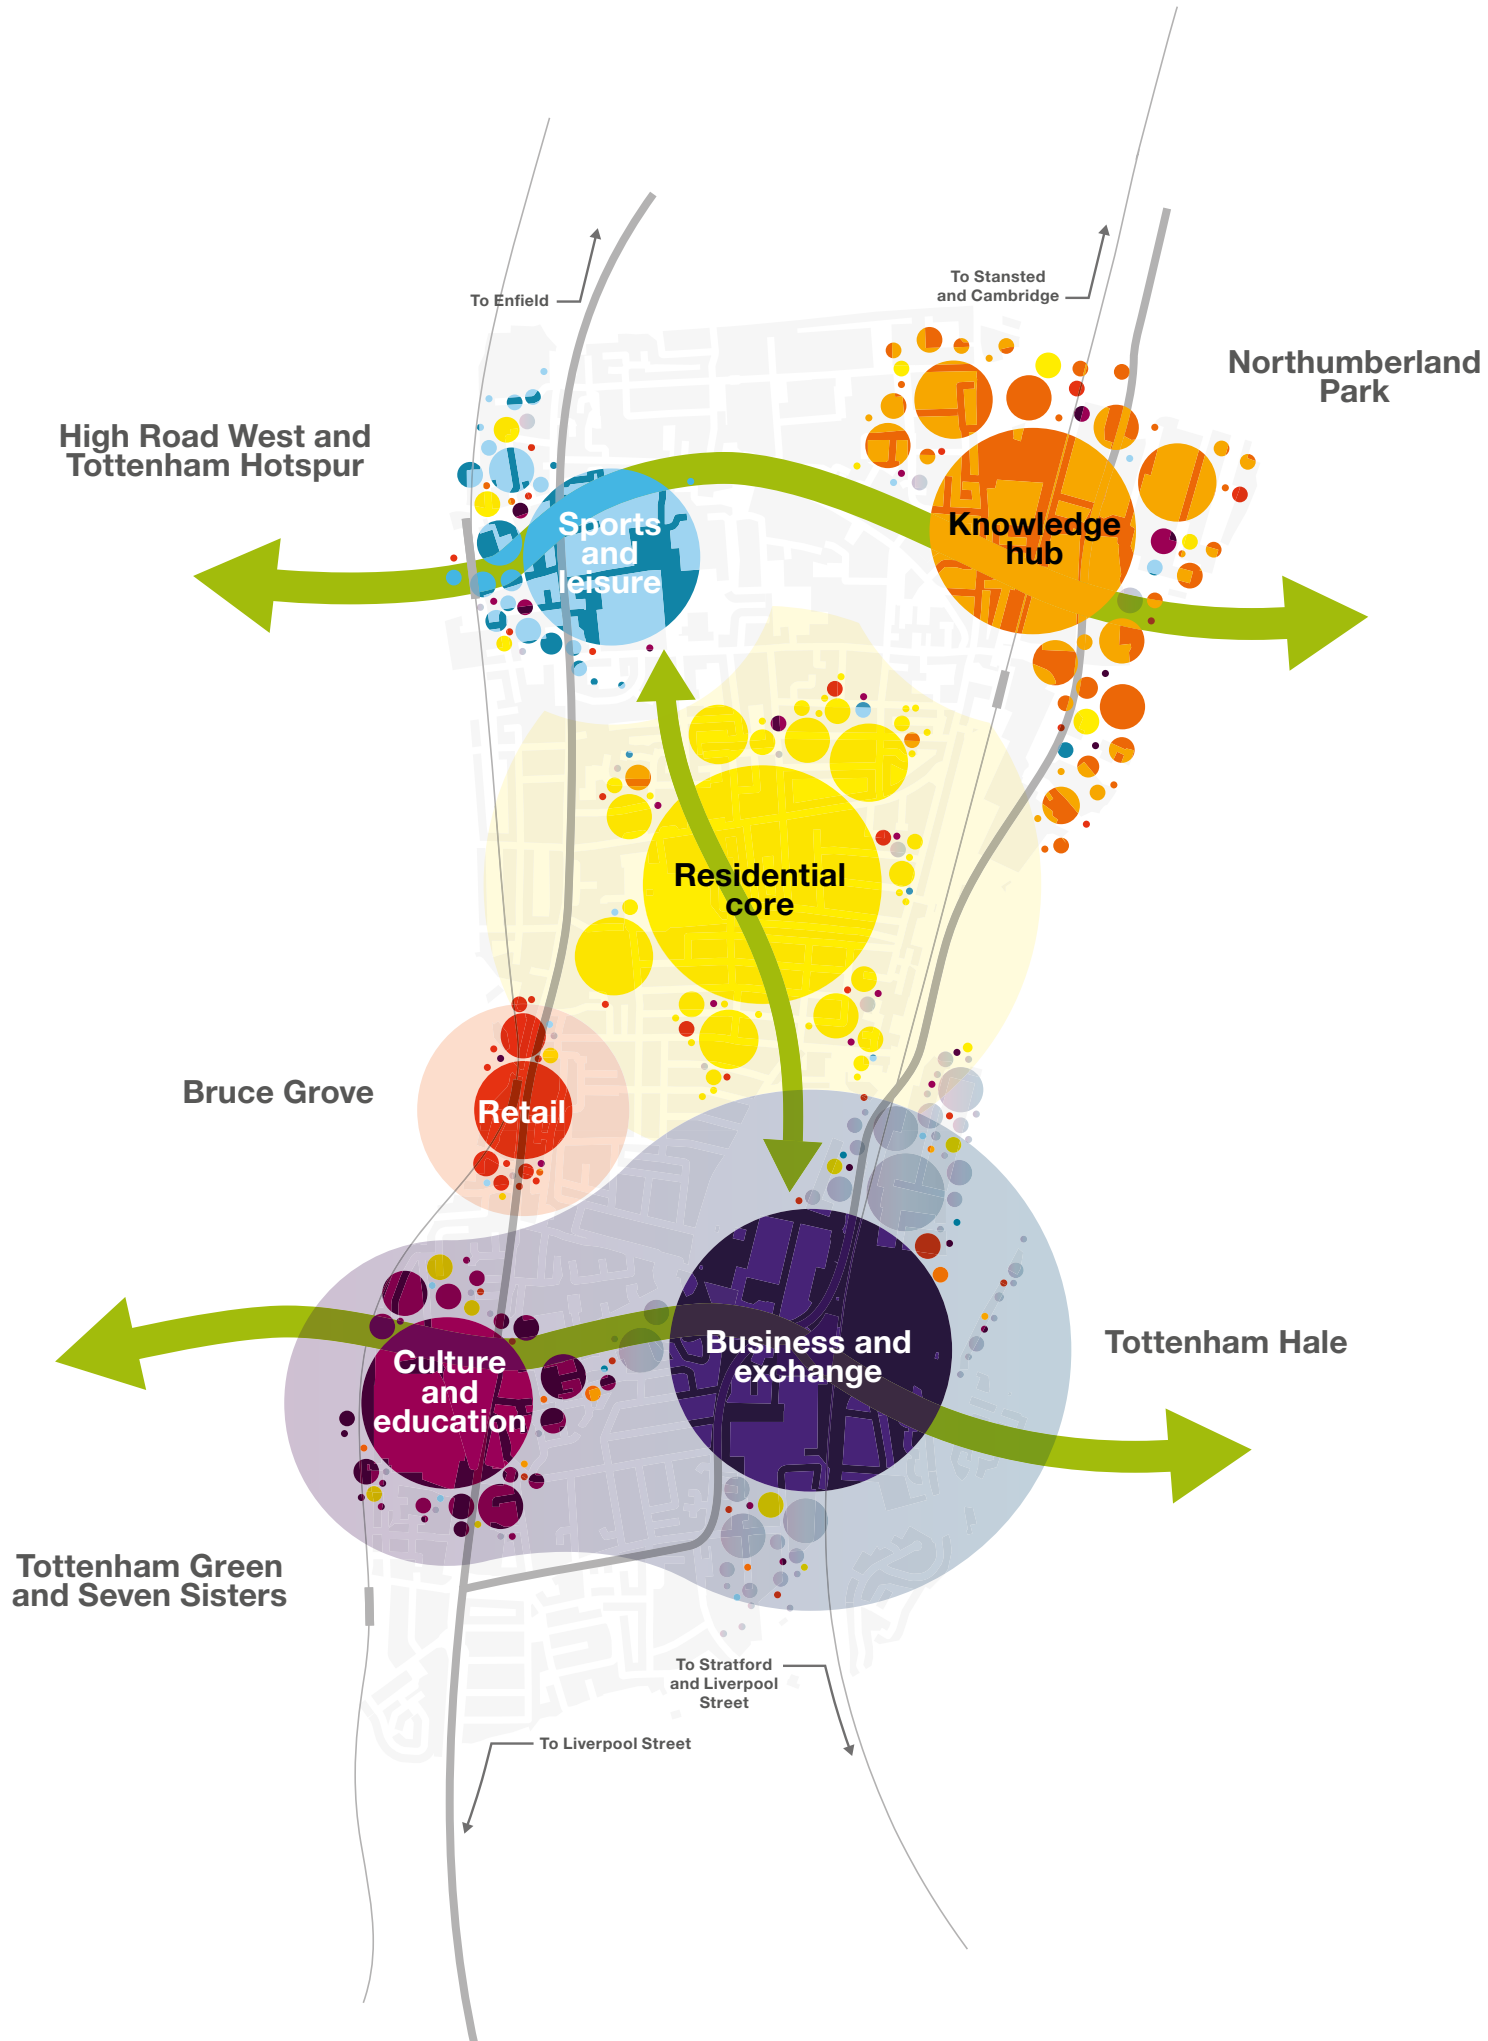 To Stansted
and Cambridge
To Enfield
Northumberland
Park
High Road West and
Tottenham Hotspur
Sports
and
leisure
Knowledge
hub
Residential
core
Bruce Grove
Retail
Business and
exchange
Tottenham Hale
Culture
and
education
Tottenham Green
and Seven Sisters
To Stratford
and Liverpool
Street
To Liverpool Street